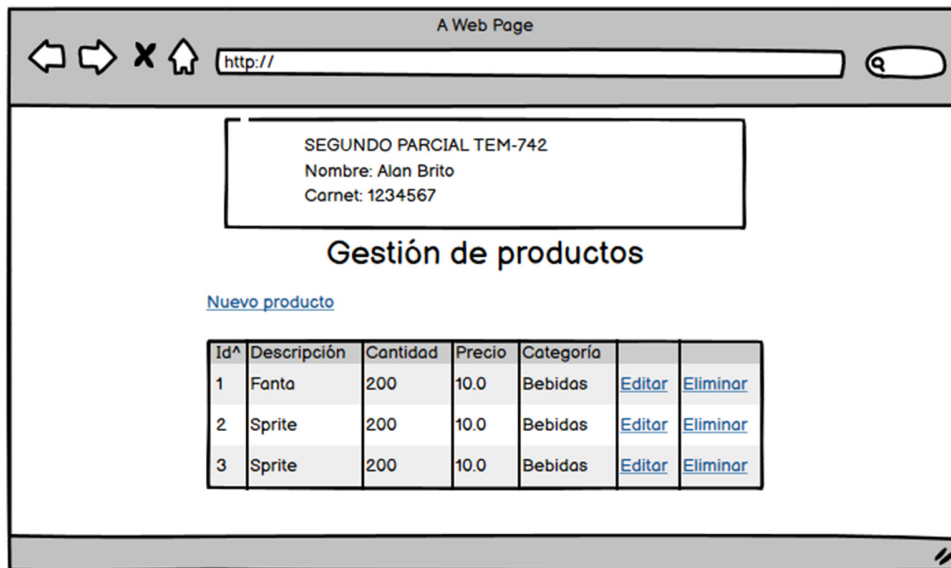 A Web Page
http://
SEGUNDO PARCIAL TEM-742
Nombre: Alan Brito
Carnet: 1234567
Gestión de productos
Nuevo producto
Id^ Descripción Cantidad Precio Categoría
1 Fanta 200 10.0 Bebidas Editar Eliminar
2 Sprite 200 10.0 Bebidas Editar Eliminar
3 Sprite 200 10.0 Bebidas Editar Eliminar